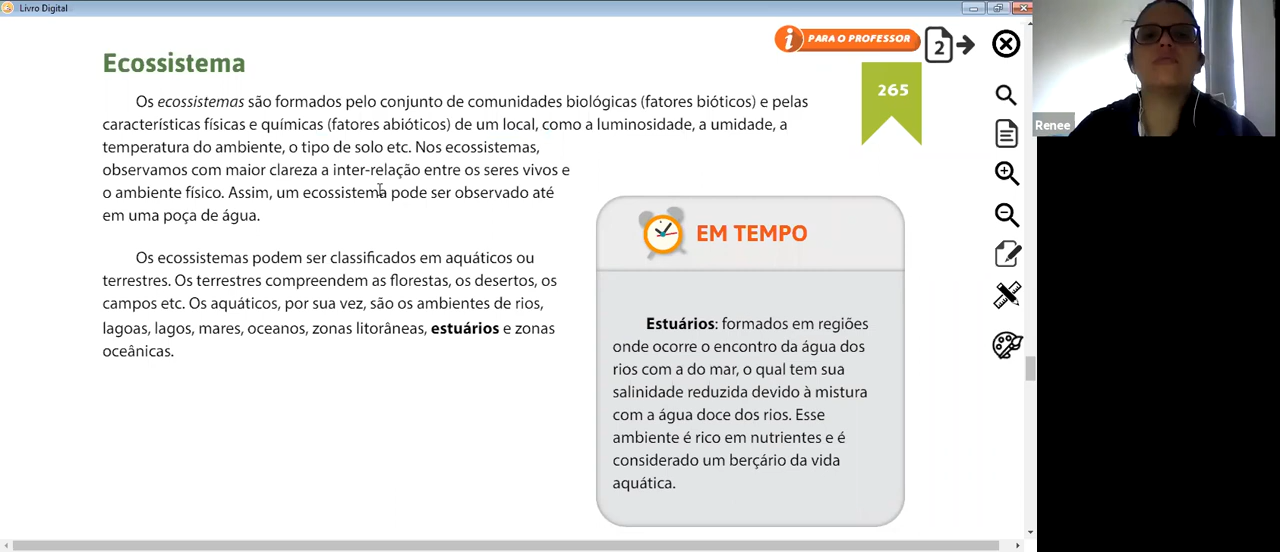 Livro Digital
PARA O PROFESSOR
2
Ecossistema
265
Os ecossistemas são formados pelo conjunto de comunidades biológicas (fatores bióticos) e pelas
características físicas e químicas (fatores abióticos) de um local, como a luminosidade, a umidade, a
temperatura do ambiente, o tipo de solo etc. Nos ecossistemas,
observamos com maior clareza a inter-relação entre os seres vivos e
o ambiente físico. Assim, um ecossistema pode ser observado até
em uma poça de água.
Os ecossistemas podem ser classificados em aquáticos ou
terrestres. Os terrestres compreendem as florestas, os desertos, os
campos etc. Os aquáticos, por sua vez, são os ambientes de rios,
lagoas, lagos, mares, oceanos, zonas litorâneas, estuários e zonas
oceânicas.
EM TEMPO
Estuários: formados em regiões
onde ocorre o encontro da água dos
rios com a do mar, o qual tem sua
salinidade reduzida devido à mistura
com a água doce dos rios. Esse
ambiente é rico em nutrientes e é
considerado um berçário da vida
aquática.
Renee